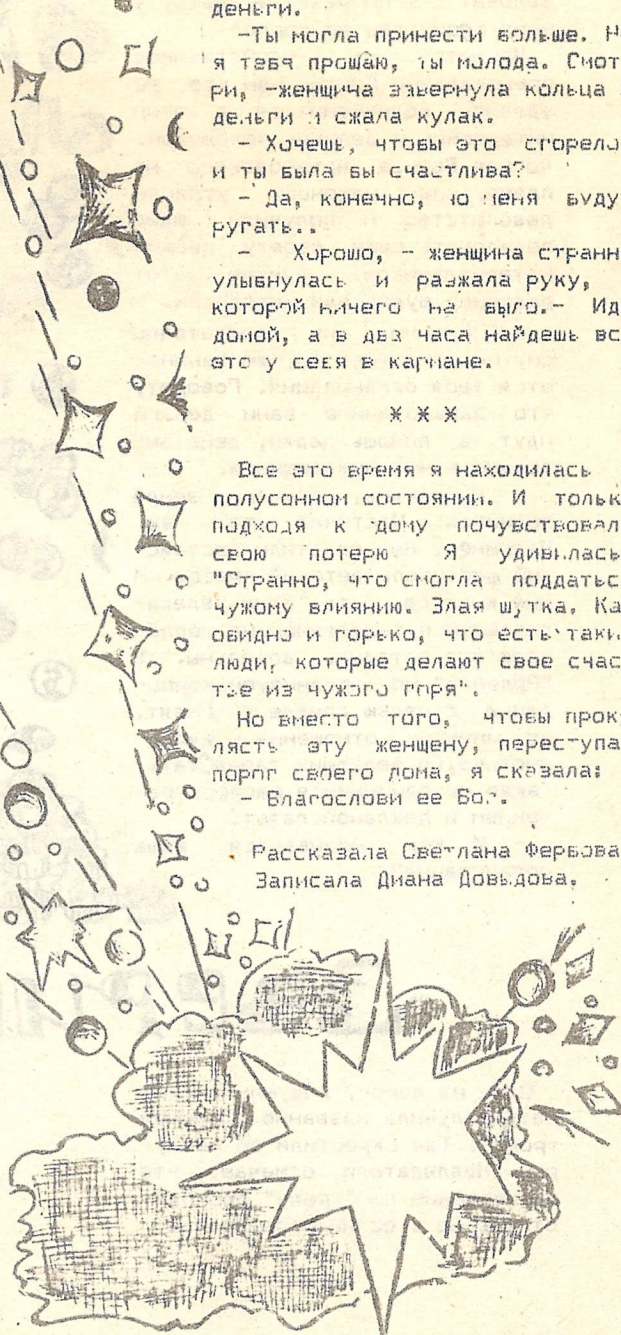 деньги.
-Ты могла принести больше. Н
я тебя прощаю, ты молода. Смот
ри, -женщина завернула кольца
деньги и сжала кулак.
- Хочешь, чтобы это сгорело
и ты была бы счастлива?
- Да, конечно, но меня буду
ругать..
- Хорошо, - женщина странн
улыбнулась и разжала руку,
которой ничего не было.- Ид
домой, а в два часа найдешь вс
это у себя в кармане.
* * *
Все это время я находилась
полусонном состоянии. И тольк
подходя к дому почувствовал
свою потерю. Я удивилась
"Странно, что смогла поддатьс
чужому влиянию. Злая шутка. Ка
обидно и горько, что есть таки
люди, которые делают свое счас
тье из чужого горя".
Но вместо того, чтобы прок
лясть эту женщину, переступа
порог своего дома, я сказала:
- Благослови ее Бог.
Рассказала Светлана Фербова
Записала Диана Довыдова.